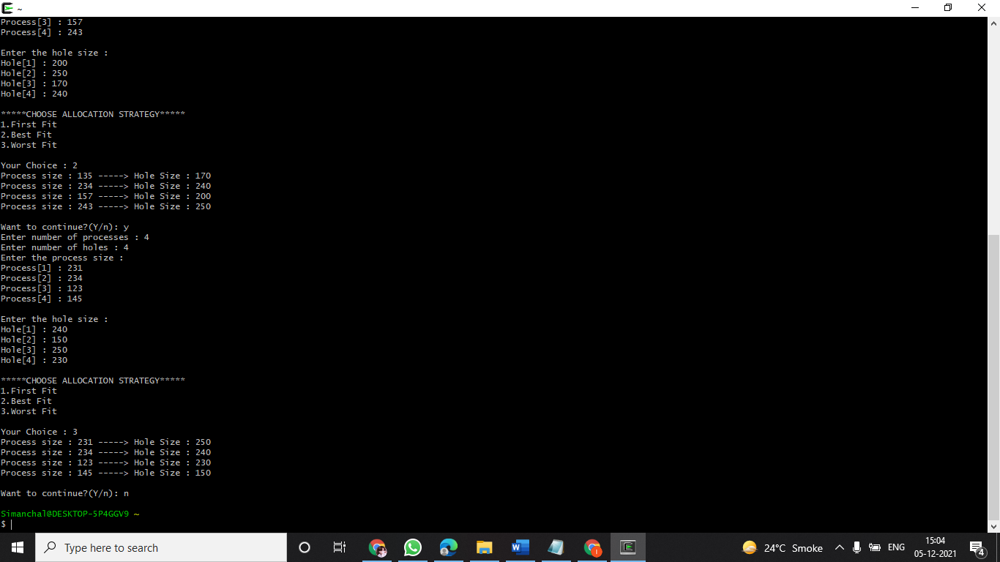 ~
Process[3] : 157
Process[4] : 243
Enter the hole size :
Hole[1] : 200
Hole[2] : 250
Hole[3] : 170
Hole[4] : 240
*****CHOOSE ALLOCATION STRATEGY*****
1.First Fit
2.Best Fit
3.Worst Fit
Your Choice : 2
Process size : 135 -----> Hole Size : 170
Process size : 234 -----> Hole Size : 240
Process size : 157 -----> Hole Size : 200
Process size : 243 -----> Hole Size : 250
Want to continue?(Y/n): y
Enter number of processes : 4
Enter number of holes : 4
Enter the process size :
Process[1] : 231
Process[2] : 234
Process[3] : 123
Process[4] : 145
Enter the hole size :
Hole[1] : 240
Hole[2] : 150
Hole[3] : 250
Hole[4] : 230
*****CHOOSE ALLOCATION STRATEGY*****
1.First Fit
2.Best Fit
3.Worst Fit
Your Choice : 3
Process size : 231 -----> Hole Size : 250
Process size : 234 -----> Hole Size : 240
Process size : 123 -----> Hole Size : 230
Process size : 145 -----> Hole Size : 150
Want to continue?(Y/n): n
Simanchal@DESKTOP-5P4GGV9 ~
$
Type here to search
24°C Smoke
ENG
15:04
05-12-2021
4